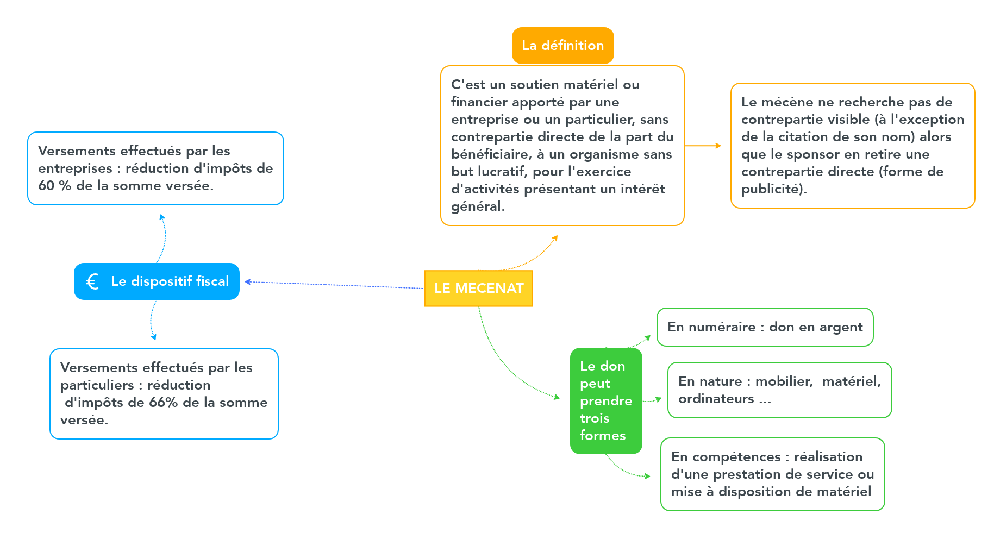 La définition
C'est un soutien matériel ou
financier apporté par une
entreprise ou un particulier, sans
contrepartie directe de la part du
bénéficiaire, à un organisme sans
but lucratif, pour l'exercice
d'activités présentant un intérêt
général.
Le mécène ne recherche pas de
contrepartie visible (à l'exception
de la citation de son nom) alors
que le sponsor en retire une
contrepartie directe (forme de
publicité).
Versements effectués par les
entreprises : réduction d'impôts de
60 % de la somme versée.
€ Le dispositif fiscal
LE MECENAT
Versements effectués par les
particuliers : réduction
d'impôts de 66% de la somme
versée.
Le don
peut
prendre
trois
formes
En numéraire : don en argent
En nature : mobilier,  matériel,
ordinateurs ...
En compétences : réalisation
d'une prestation de service ou
mise à disposition de matériel